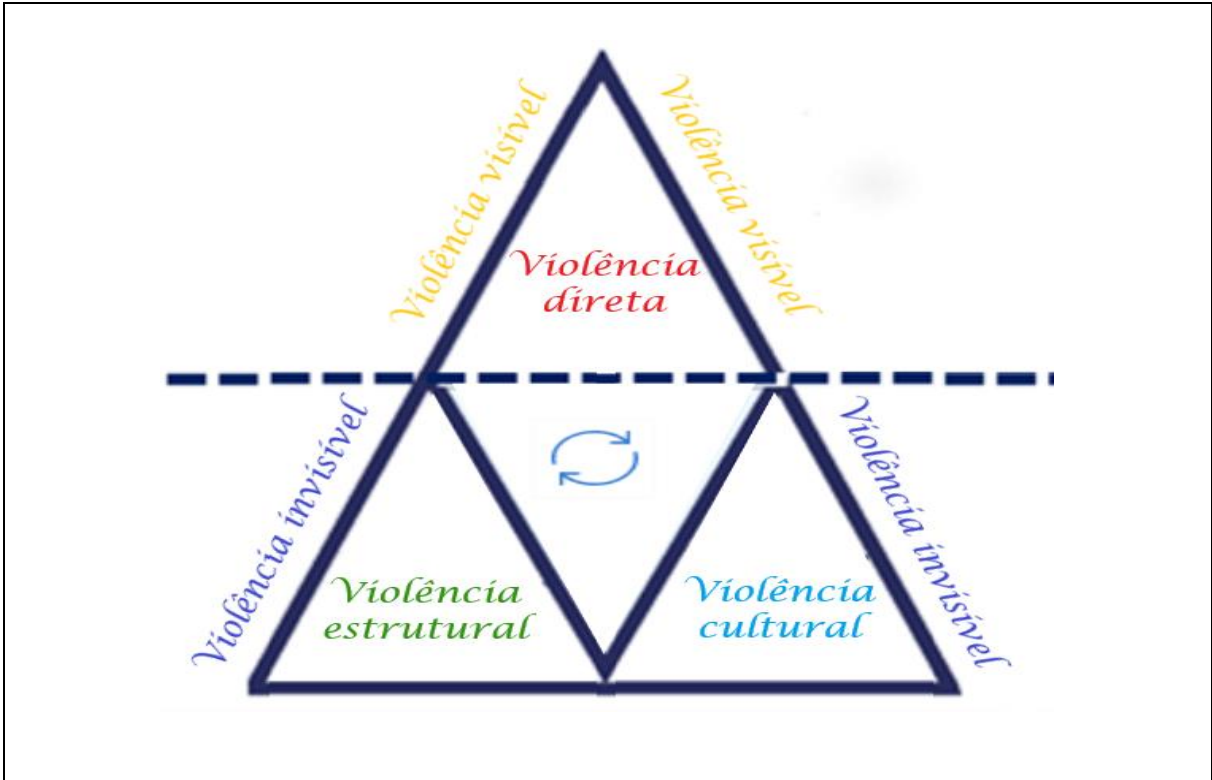 Violência visível
Violência visível
Violência
direta
Violência invisível
Violência invisível
Violência
estrutural
Violência
cultural